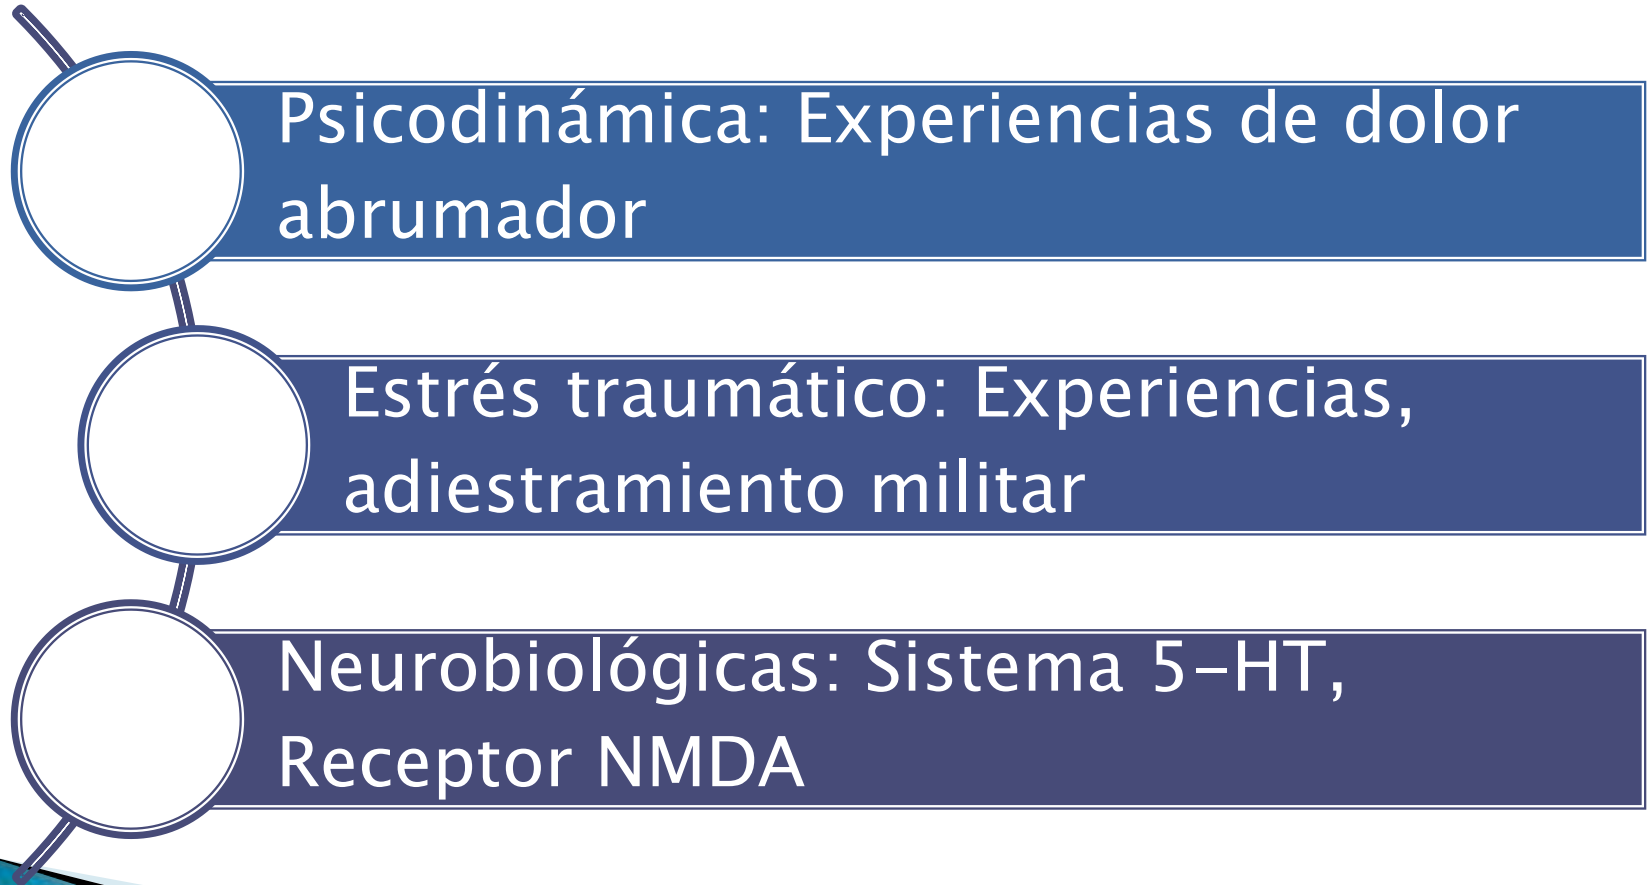 Psicodinámica: Experiencias de dolor
abrumador
Estrés traumático: Experiencias,
adiestramiento militar
Neurobiológicas: Sistema 5-HT,
Receptor NMDA